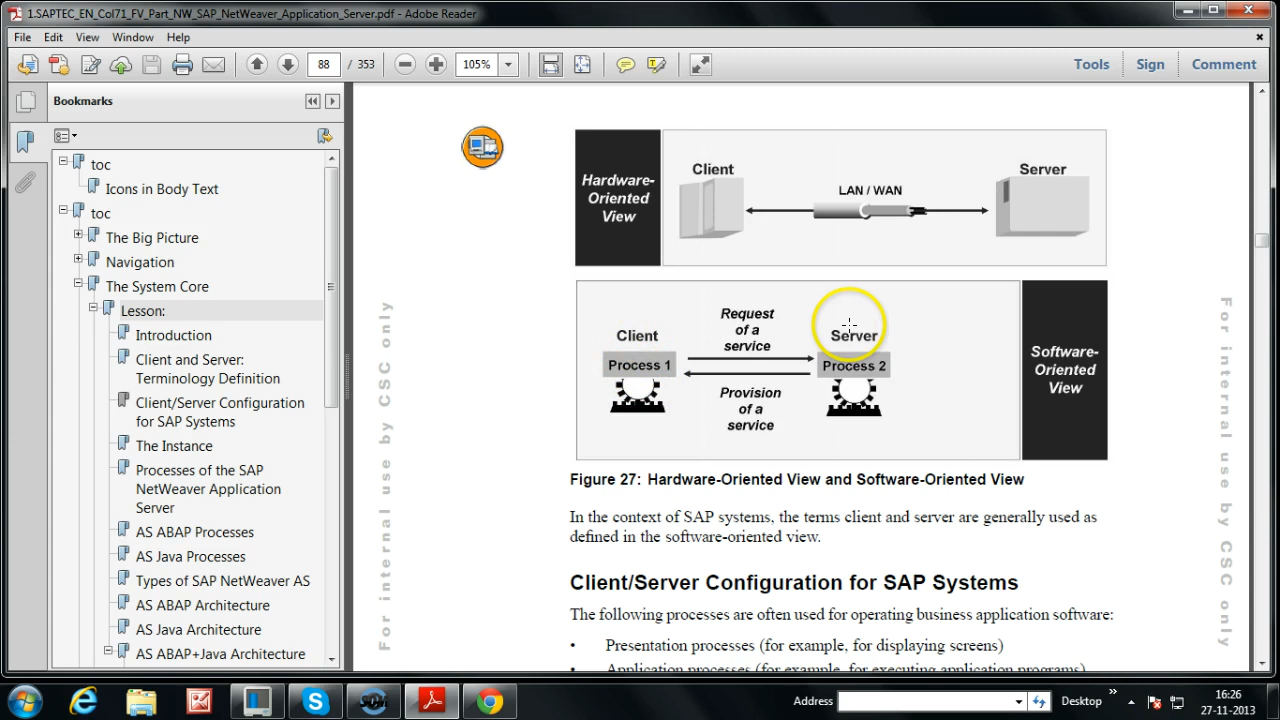 1.SAPTEC_EN_Col71_FV_Part_NW_SAP_NetWeaver_Application_Server.pdf - Adobe Reader
File Edit View Window Help
88 / 353
105%
Tools Sign Comment
Bookmarks
toc
Icons in Body Text
toc
The Big Picture
Navigation
The System Core
Lesson:
Introduction
Client and Server:
Terminology Definition
Client/Server Configuration
for SAP Systems
The Instance
Processes of the SAP
NetWeaver Application
Server
AS ABAP Processes
AS Java Processes
Types of SAP NetWeaver AS
AS ABAP Architecture
AS Java Architecture
AS ABAP+Java Architecture
For internal use by CSC only
Hardware-
Oriented
View
Client
LAN / WAN
Server
Client
Process 1
Request
of a
service
Provision
of a
service
Server
Process 2
Software-
Oriented
View
Figure 27: Hardware-Oriented View and Software-Oriented View
In the context of SAP systems, the terms client and server are generally used as
defined in the software-oriented view.
Client/Server Configuration for SAP Systems
The following processes are often used for operating business application software:
• Presentation processes (for example, for displaying screens)
• Application processes (for example, for executing application programs)
For internal use by CSC only
Address
Desktop
16:26
27-11-2013